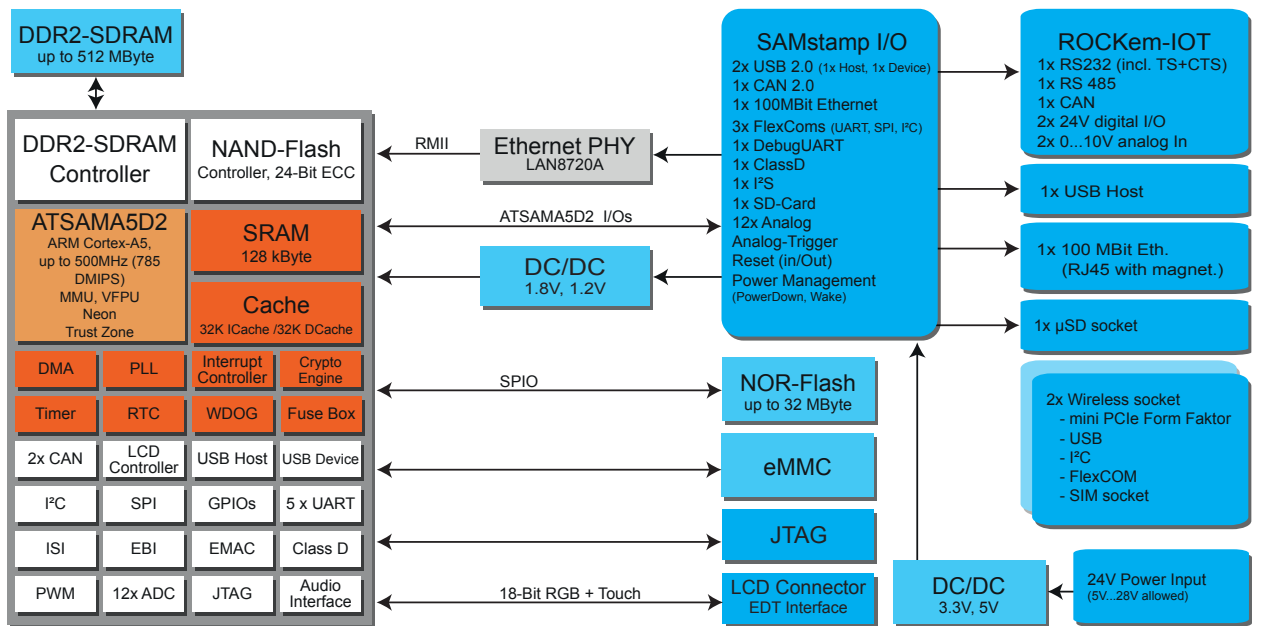 DDR2-SDRAM
up to 512 MByte
DDR2-SDRAM
Controller
NAND-Flash
Controller, 24-Bit ECC
ATSAMA5D2
ARM Cortex-A5,
up to 500MHz (785
DMIPS)
MMU, VFPU
Neon
Trust Zone
SRAM
128 kByte
Cache
32K ICache /32K DCache
DMA
PLL
Interrupt
Controller
Crypto
Engine
Timer
RTC
WDOG
Fuse Box
2x CAN
LCD
Controller
USB Host
USB Device
I²C
SPI
GPIOs
5 x UART
ISI
EBI
EMAC
Class D
PWM
12x ADC
JTAG
Audio
Interface
RMII
Ethernet PHY
LAN8720A
ATSAMA5D2 I/Os
DC/DC
1.8V, 1.2V
SPIO
18-Bit RGB + Touch
SAMstamp I/O
2x USB 2.0 (1x Host, 1x Device)
1x CAN 2.0
1x 100MBit Ethernet
3x FlexComs (UART, SPI, I²C)
1x DebugUART
1x ClassD
1x I²S
1x SD-Card
12x Analog
Analog-Trigger
Reset (in/Out)
Power Management
(PowerDown, Wake)
NOR-Flash
up to 32 MByte
eMMC
JTAG
LCD Connector
EDT Interface
ROCKem-IOT
1x RS232 (incl. TS+CTS)
1x RS 485
1x CAN
2x 24V digital I/O
2x 0...10V analog In
1x USB Host
1x 100 MBit Eth.
(RJ45 with magnet.)
1x µSD socket
2x Wireless socket
- mini PCIe Form Faktor
- USB
- I²C
- FlexCOM
- SIM socket
DC/DC
3.3V, 5V
24V Power Input
(5V...28V allowed)